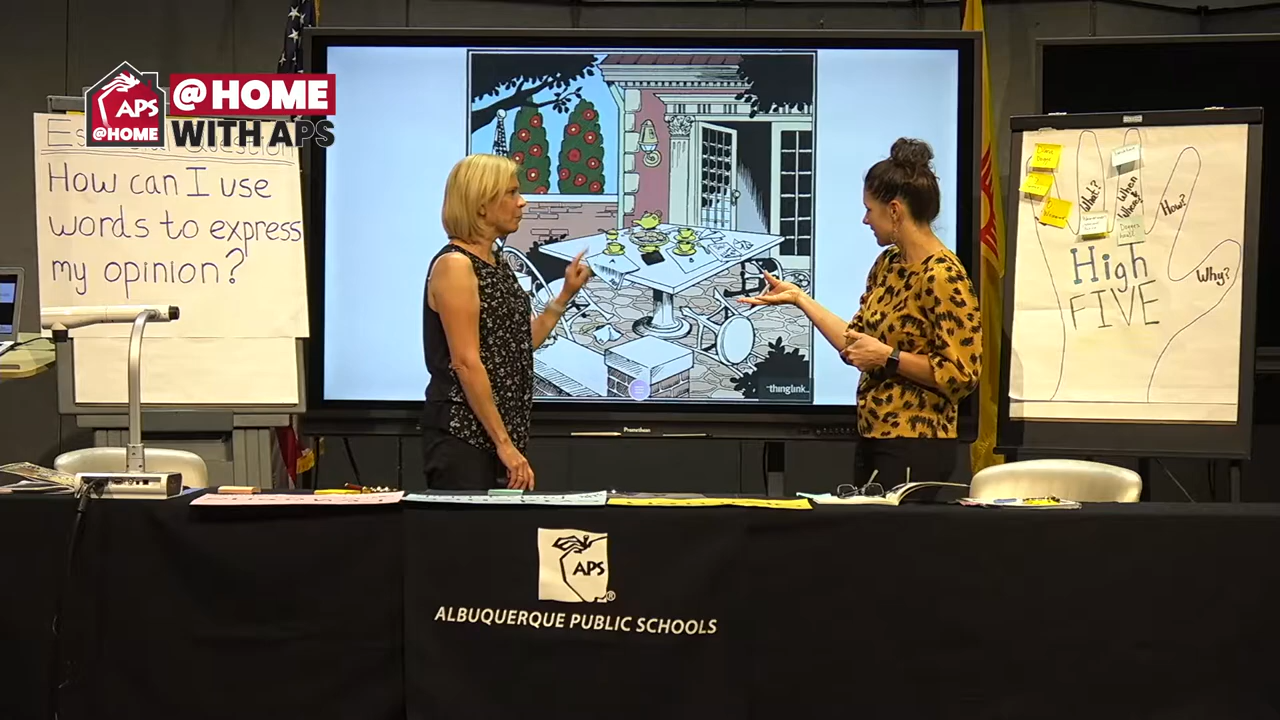 APS
@HOME
@HOME
WITH APS
How can I use
words to express
my opinion?
thinglink
Promethean
What?
When
Where?
How?
Why?
High
FIVE
APS
ALBUQUERQUE PUBLIC SCHOOLS